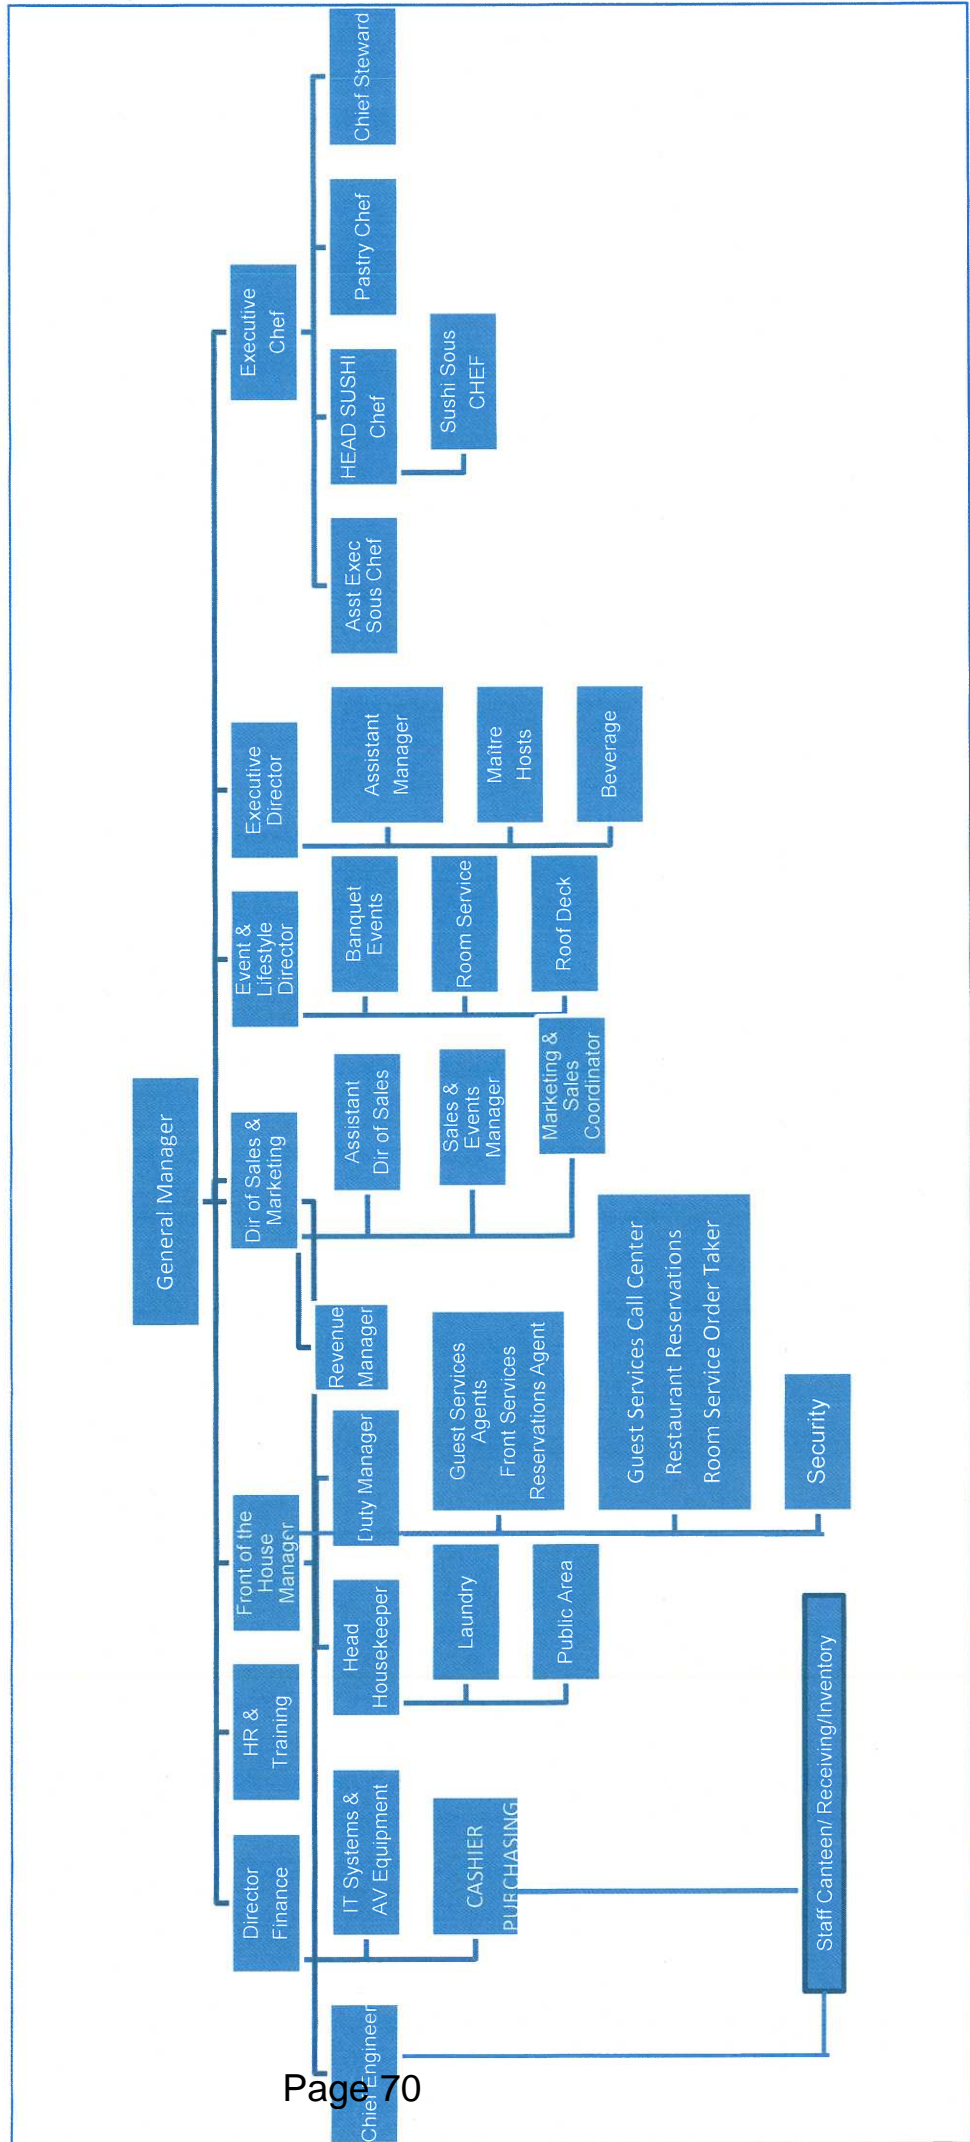 General Manager
Director
Finance
HR &
Training
Front of the
House
Manager
Dir of Sales &
Marketing
Event &
Lifestyle
Director
Executive
Director
Executive
Chef
Revenue
Manager
Chief Engineer
IT Systems &
AV Equipment
CASHIER
PURCHASING
Head
Housekeeper
Laundry
Public Area
Duty Manager
Guest Services
Agents
Front Services
Reservations Agent
Guest Services Call Center
Restaurant Reservations
Room Service Order Taker
Security
Assistant
Dir of Sales
Sales &
Events
Manager
Marketing &
Sales
Coordinator
Banquet
Events
Room Service
Roof Deck
Assistant
Manager
Maître
Hosts
Beverage
Asst Exec
Sous Chef
HEAD SUSHI
Chef
Sushi Sous
CHEF
Pastry Chef
Chief Steward
Staff Canteen/ Receiving/Inventory
Page 70